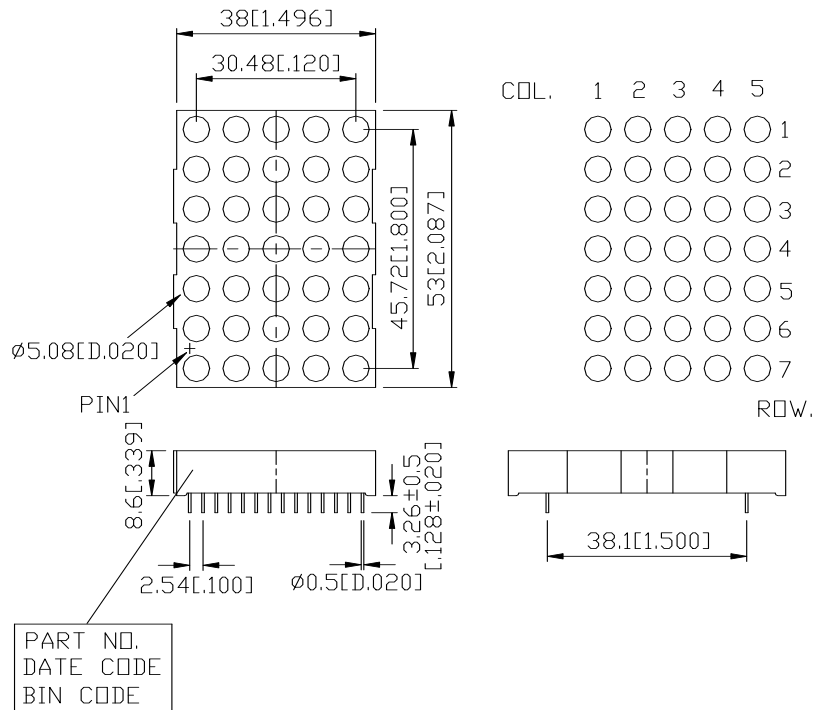 38[1.496]
30.48[.120]
COL. 1 2 3 4 5
1
2
3
4
5
6
7
ROW.
45.72[1.800]
53[2.087]
ø5.08[D.020]
PIN1
8.6[.339]
3.26±0.5
[.128±.020]
2.54[.100]
ø0.5[D.020]
38.1[1.500]
PART NO.
DATE CODE
BIN CODE